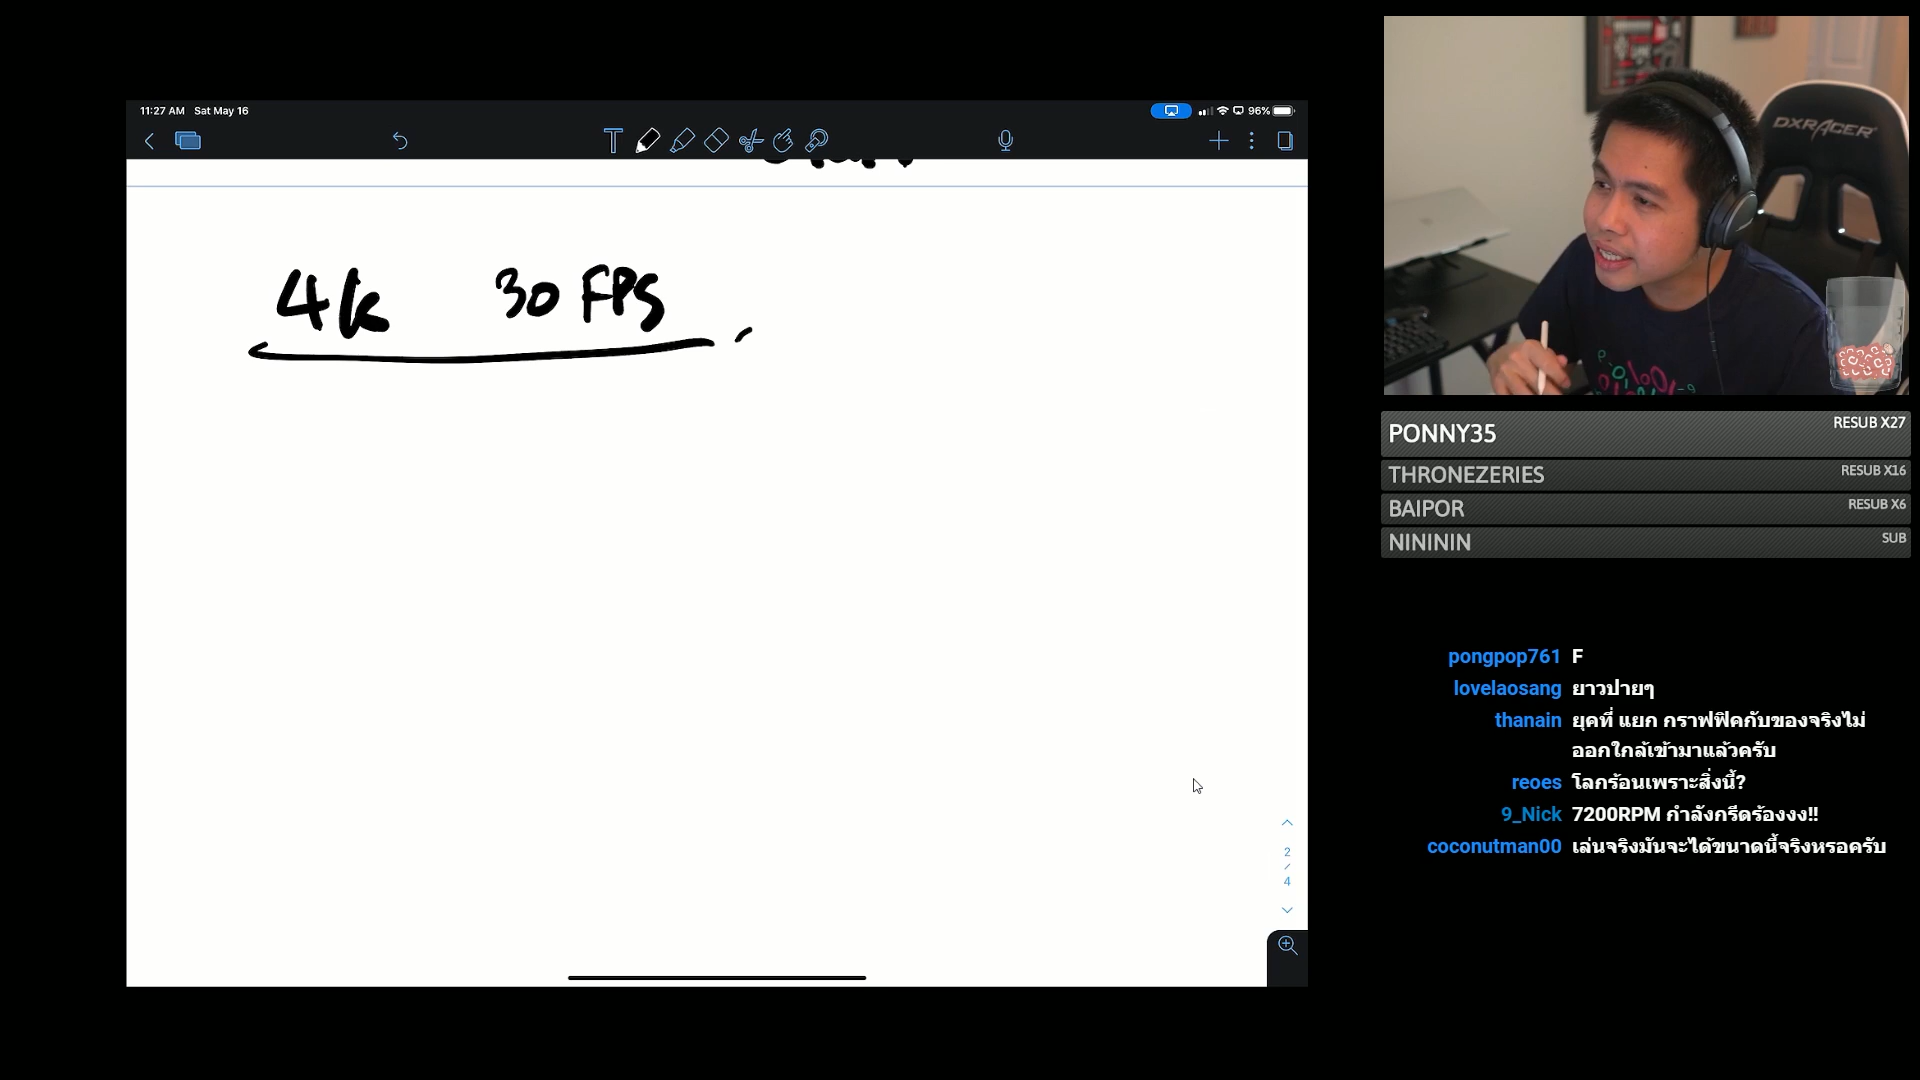 11:27 AM Sat May 16
96%
4k 30 FPS
2
/
4
DXRACER
PONNY35 RESUB X27
THRONEZERIES RESUB X16
BAIPOR RESUB X6
NINININ SUB
pongpop761 F
lovelaosang ยาวปายๆ
thanain ยุคที่ แยก กราฟฟิคกับของจริงไม่
ออกใกล้เข้ามาแล้วครับ
reoes โลกร้อนเพราะสิ่งนี้?
9_Nick 7200RPM กำลังกรีดร้องงง!!
coconutman00 เล่นจริงมันจะได้ขนาดนี้จริงหรอครับ